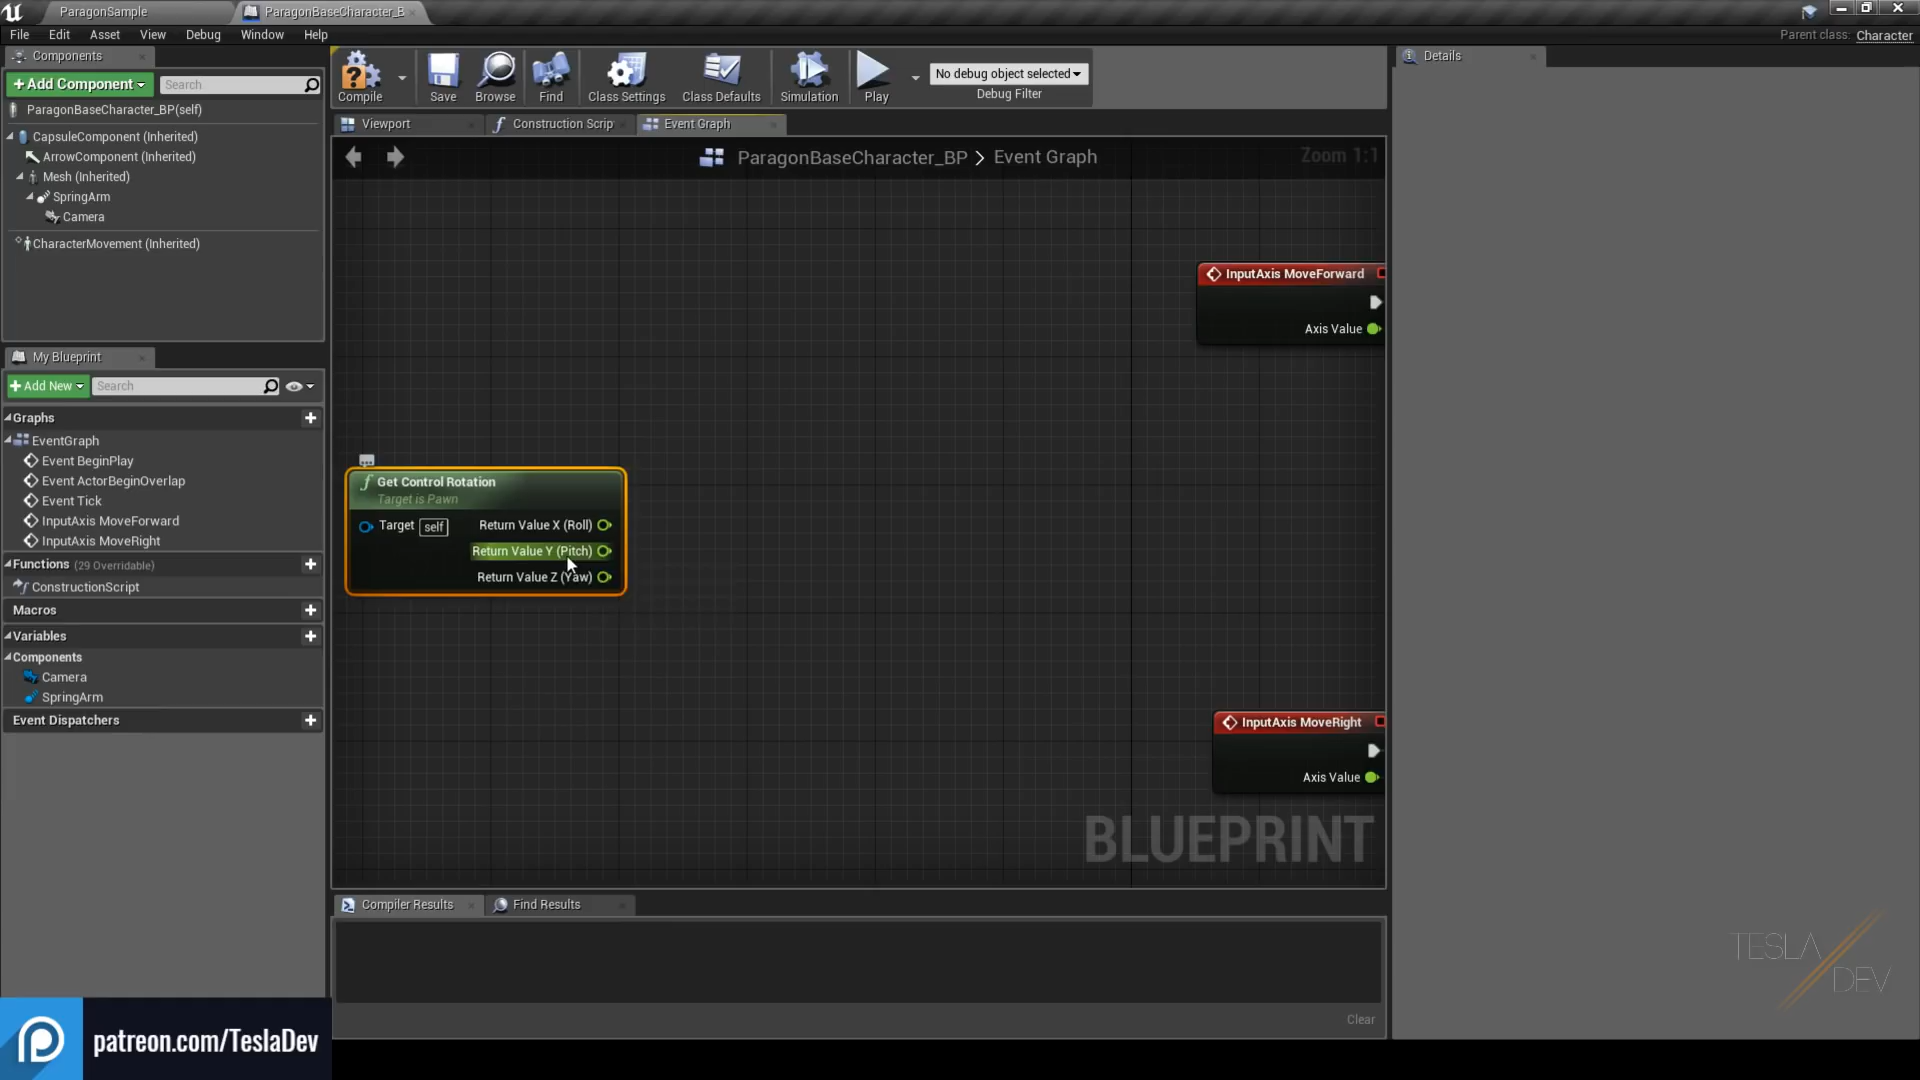 ParagonSample
ParagonBaseCharacter_B
File Edit Asset View Debug Window Help
Parent class: Character
Components
+Add Component
Search
ParagonBaseCharacter_BP(self)
CapsuleComponent (Inherited)
ArrowComponent (Inherited)
Mesh (Inherited)
SpringArm
Camera
CharacterMovement (Inherited)
My Blueprint
+Add New
Search
Graphs
EventGraph
Event BeginPlay
Event ActorBeginOverlap
Event Tick
InputAxis MoveForward
InputAxis MoveRight
Functions (29 Overridable)
ConstructionScript
Macros
Variables
Components
Camera
SpringArm
Event Dispatchers
Compile
Save
Browse
Find
Class Settings
Class Defaults
Simulation
Play
No debug object selected
Debug Filter
Viewport
Construction Scrip
Event Graph
ParagonBaseCharacter_BP > Event Graph
Zoom 1:1
InputAxis MoveForward
Axis Value
Get Control Rotation
Target is Pawn
Target self
Return Value X (Roll)
Return Value Y (Pitch)
Return Value Z (Yaw)
InputAxis MoveRight
Axis Value
BLUEPRINT
Compiler Results
Find Results
Clear
Details
TESLA
DEV
patreon.com/TeslaDev